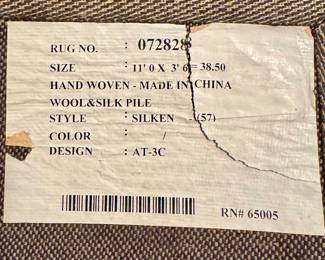 RUG NO. : 072828
SIZE : 11' 0 X 3' 6 = 38.50
HAND WOVEN - MADE IN CHINA
WOOL&SILK PILE
STYLE : SILKEN - (57)
COLOR : /
DESIGN : AT-3C
RN# 65005